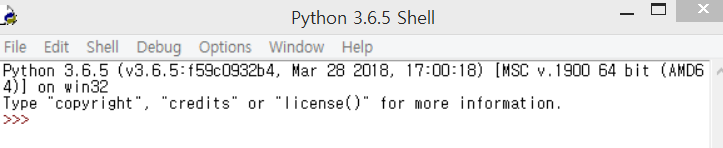 Python 3.6.5 Shell
File Edit Shell Debug Options Window Help
Python 3.6.5 (v3.6.5:f59c0932b4, Mar 28 2018, 17:00:18) [MSC v.1900 64 bit (AMD6
4)] on win32
Type "copyright", "credits" or "license()" for more information.
>>>